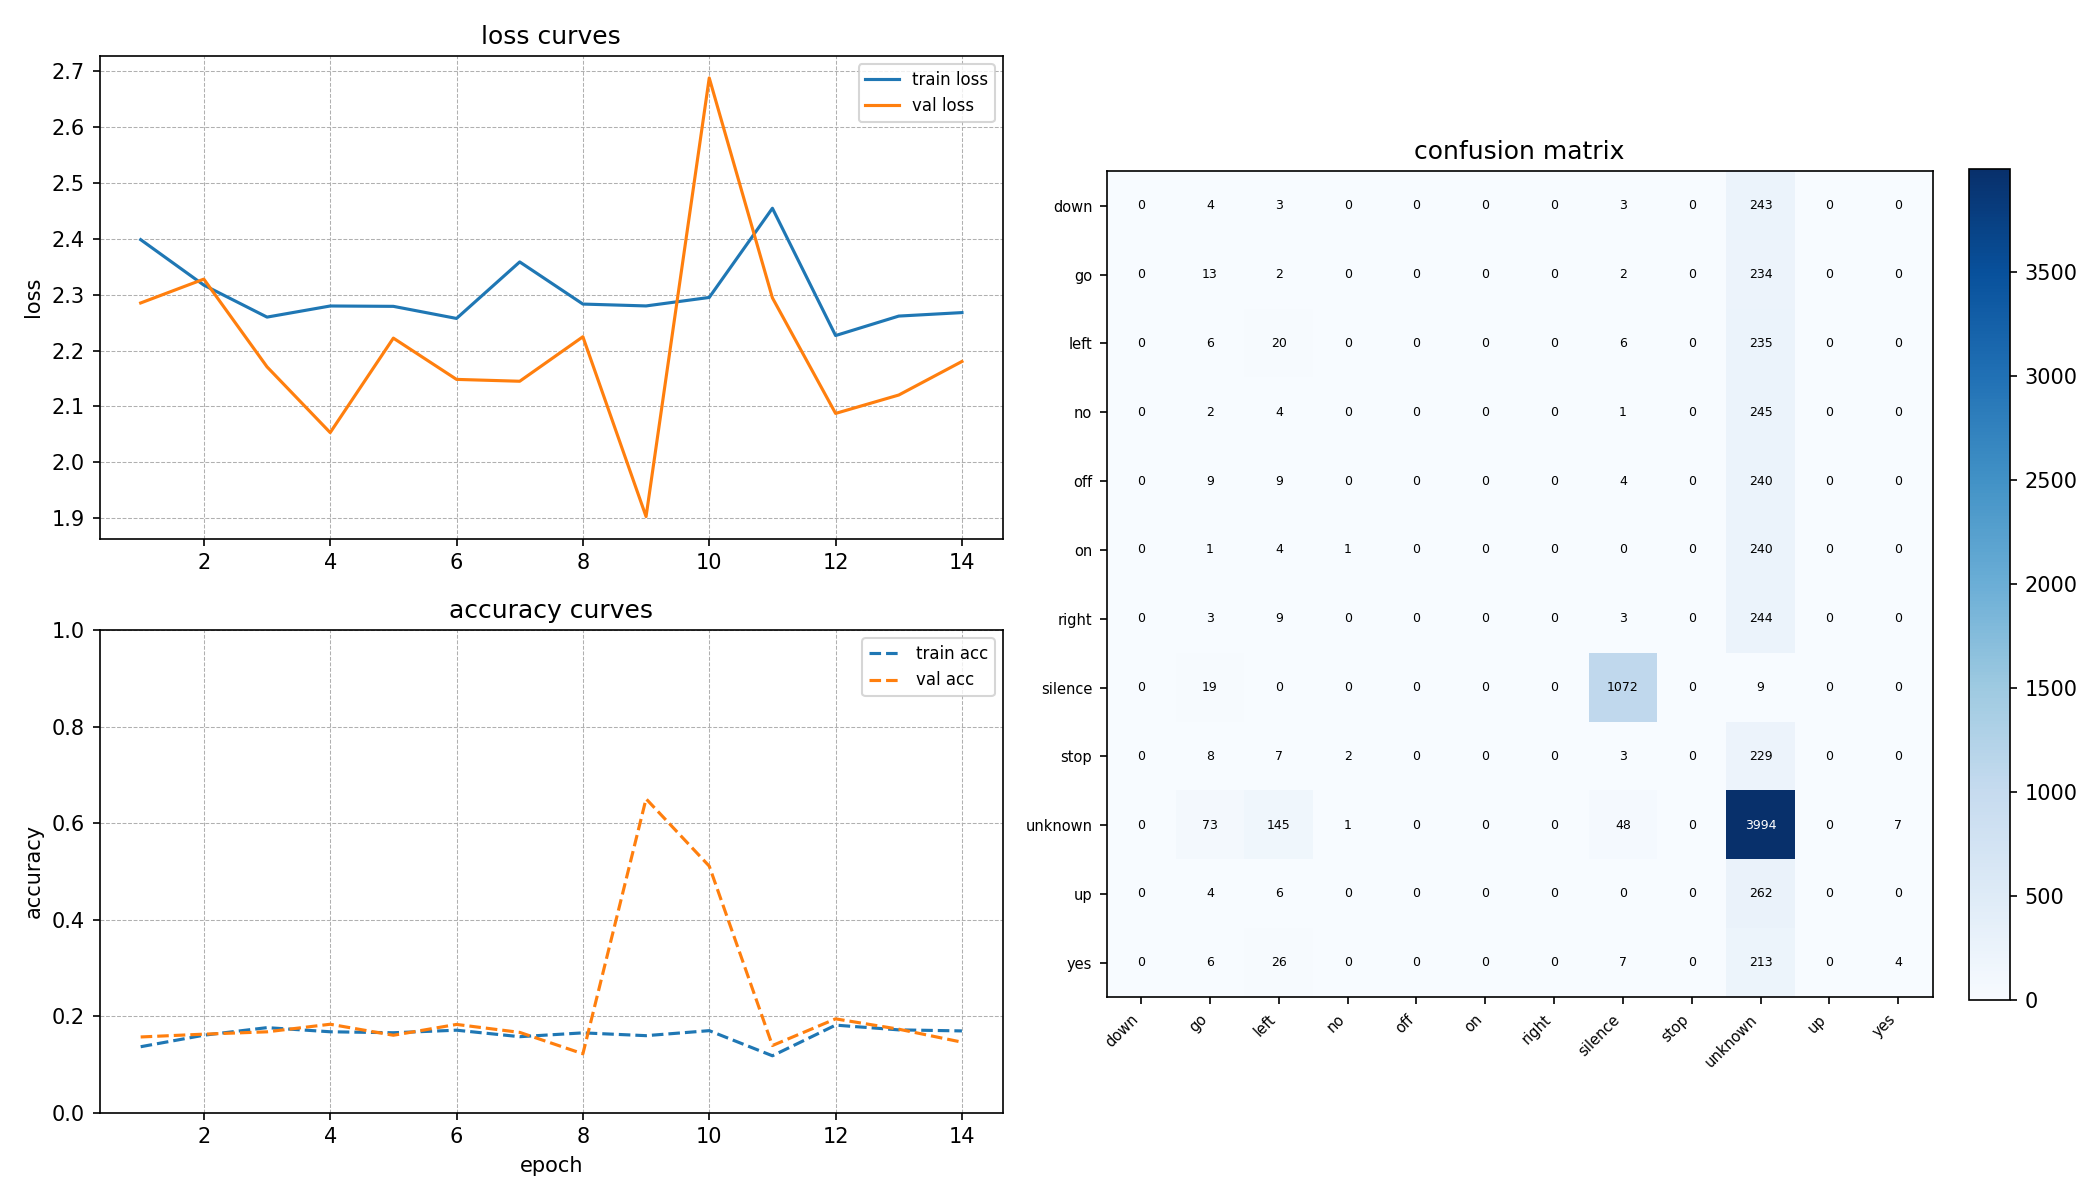 loss curves
train loss
val loss
2.7
2.6
2.5
2.4
2.3
2.2
2.1
2.0
1.9
loss
2 4 6 8 10 12 14
accuracy curves
train acc
val acc
1.0
0.8
0.6
0.4
0.2
0.0
accuracy
2 4 6 8 10 12 14
epoch
confusion matrix
down 0 4 3 0 0 0 0 3 0 243 0 0
go 0 13 2 0 0 0 0 2 0 234 0 0
left 0 6 20 0 0 0 0 6 0 235 0 0
no 0 2 4 0 0 0 0 1 0 245 0 0
off 0 9 9 0 0 0 0 4 0 240 0 0
on 0 1 4 1 0 0 0 0 0 240 0 0
right 0 3 9 0 0 0 0 3 0 244 0 0
silence 0 19 0 0 0 0 0 1072 0 9 0 0
stop 0 8 7 2 0 0 0 3 0 229 0 0
unknown 0 73 145 1 0 0 0 48 0 3994 0 7
up 0 4 6 0 0 0 0 0 0 262 0 0
yes 0 6 26 0 0 0 0 7 0 213 0 4
down go left no off on right silence stop unknown up yes
3500
3000
2500
2000
1500
1000
500
0